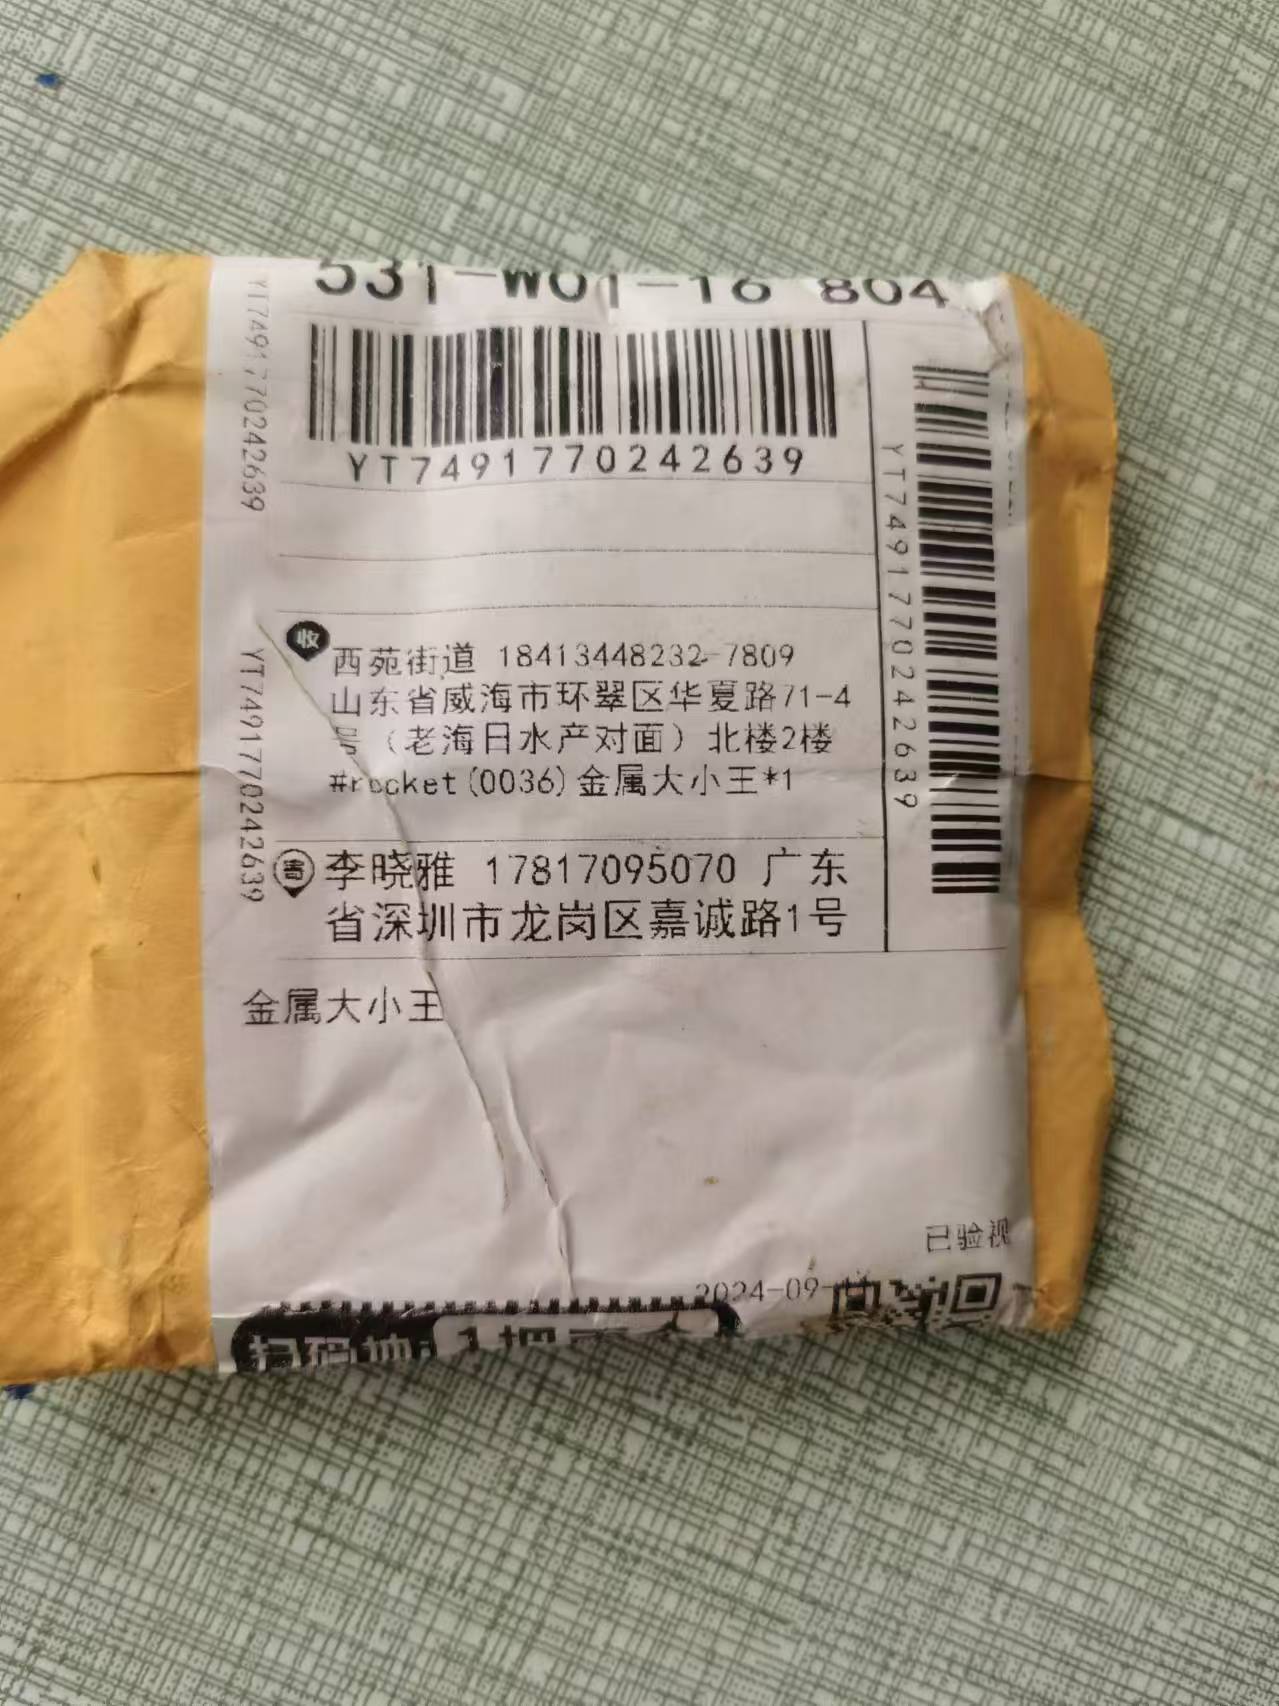 531-W01-16 804
YT7491770242639
YT7491770242639
YT7491770242639
YT7491770242639
收
西苑街道 18413448232-7809
山东省威海市环翠区华夏路71-4
号（老海日水产对面）北楼2楼
#rocket(0036)金属大小王*1
寄
李晓雅 17817095070 广东
省深圳市龙岗区嘉诚路1号
金属大小王
已验视
2024-09-11
扫码抽